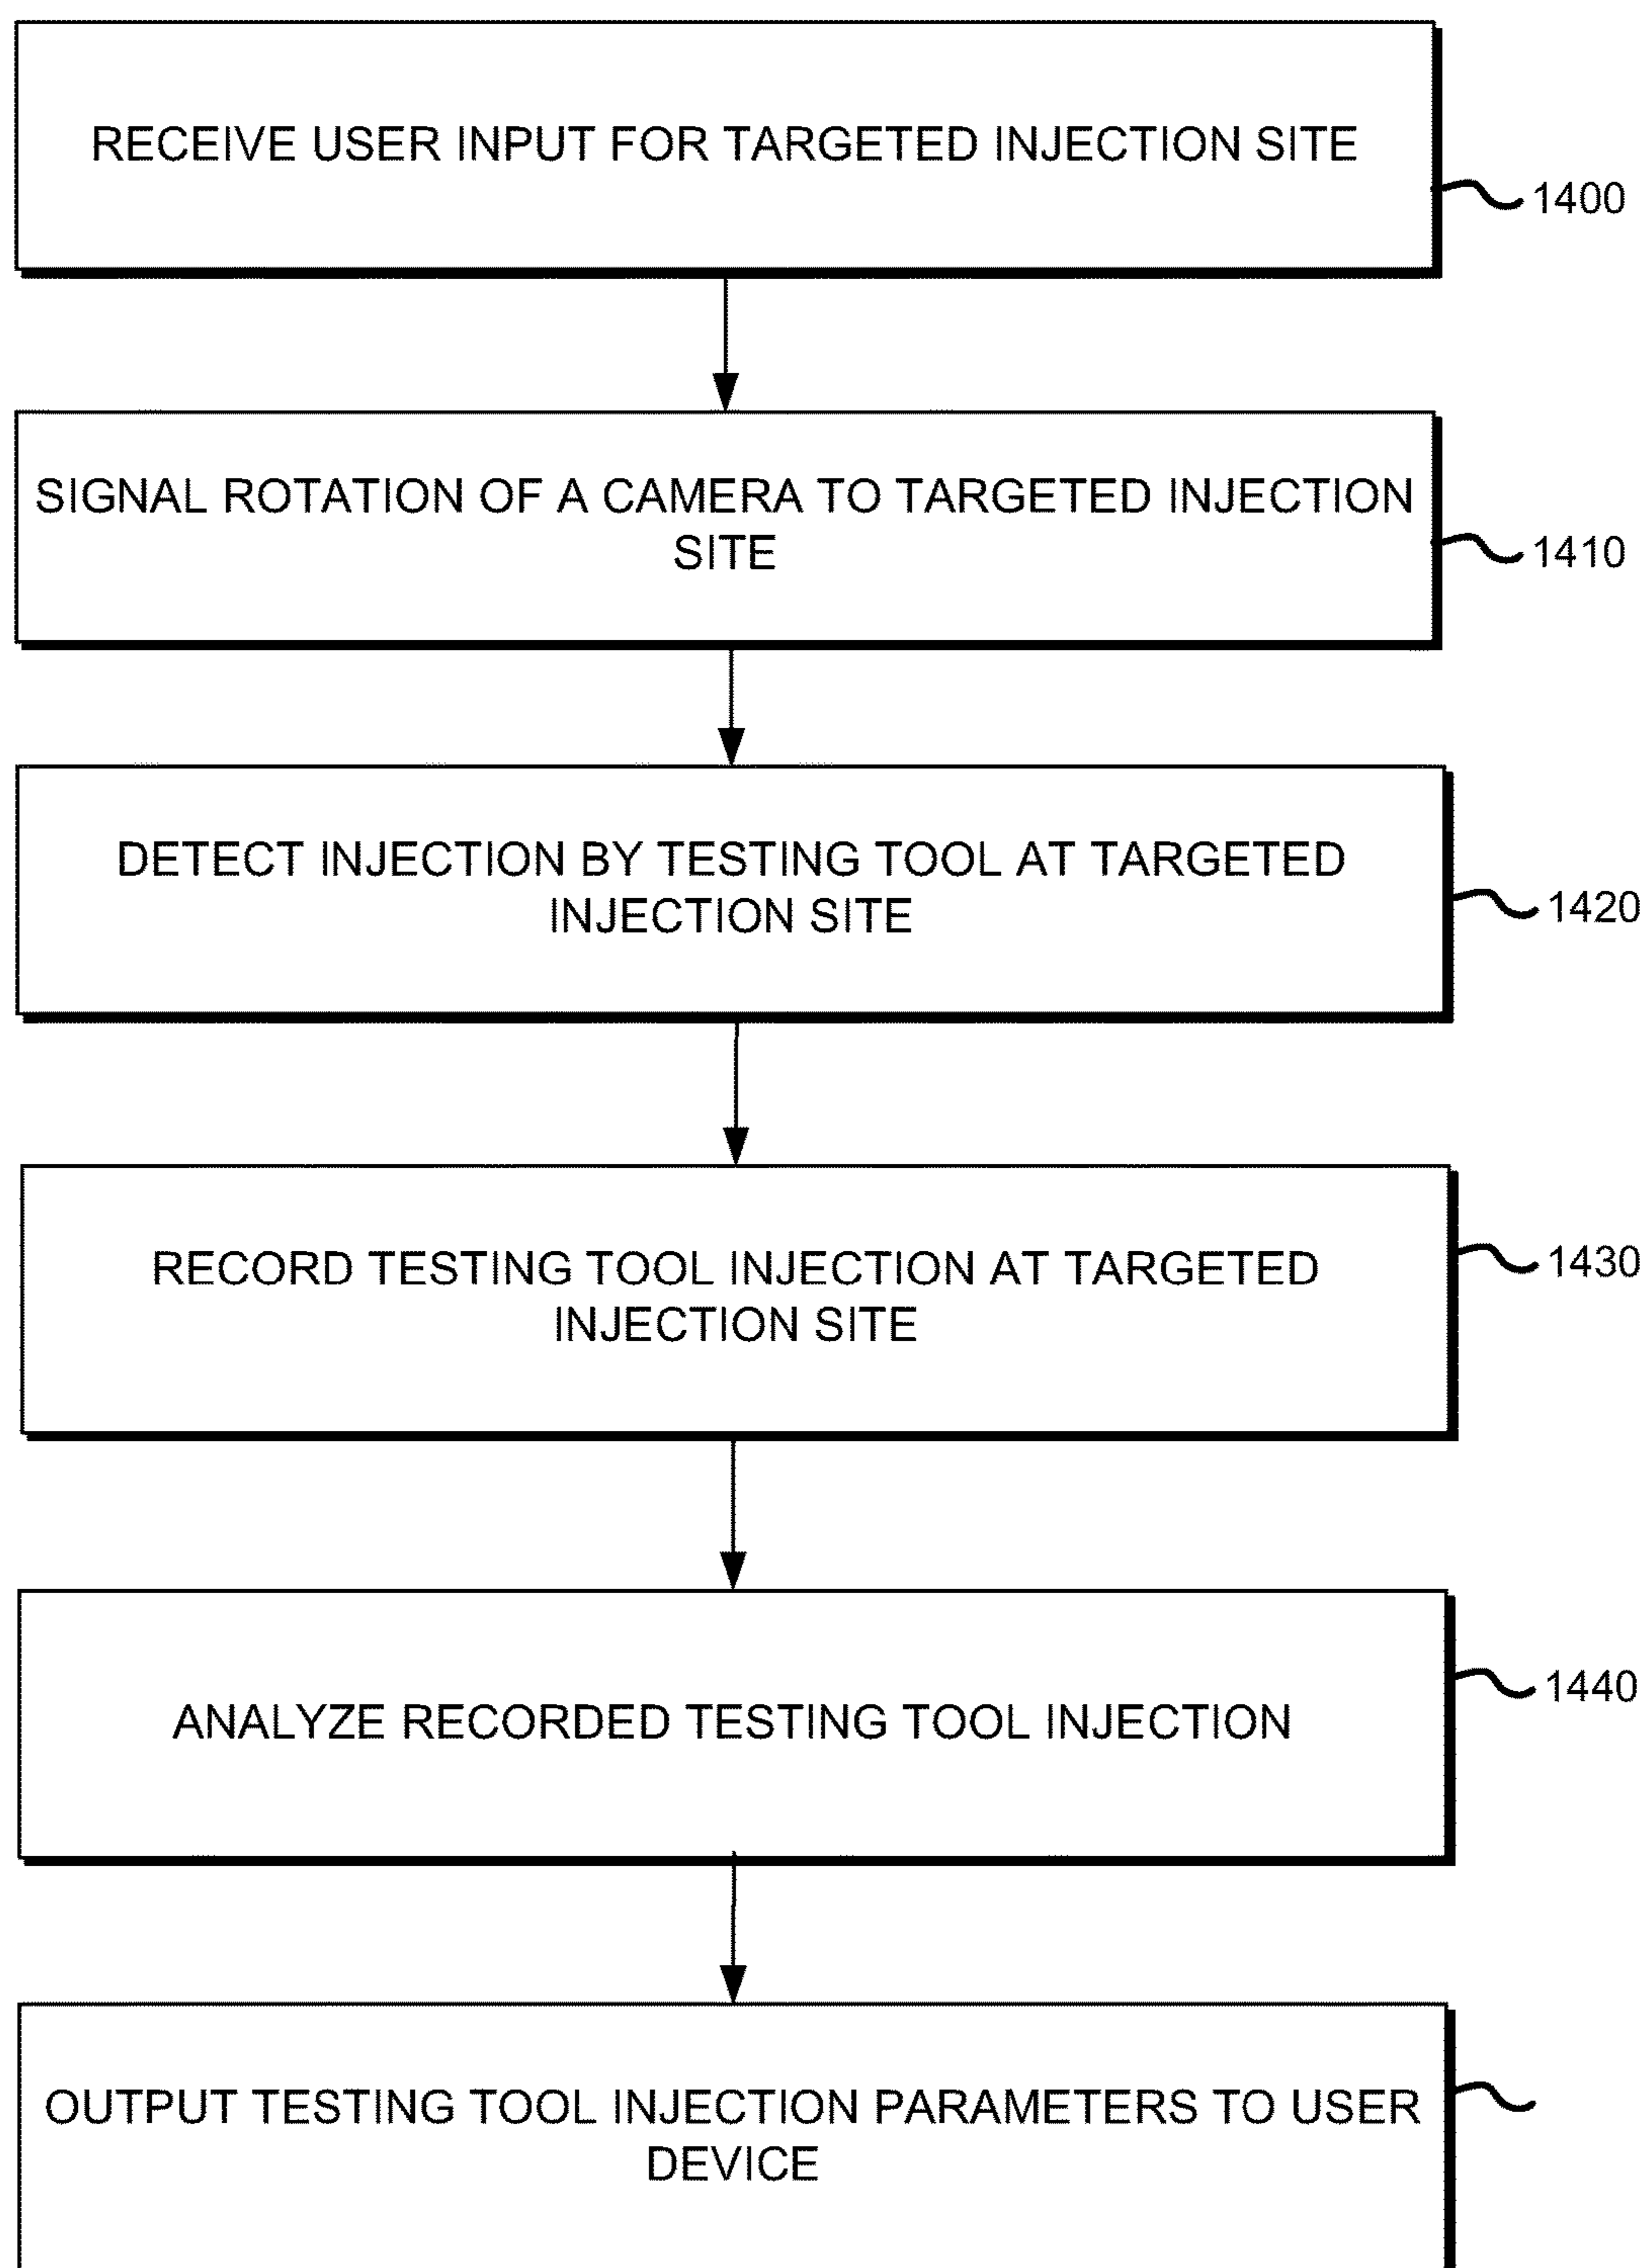 RECEIVE USER INPUT FOR TARGETED INJECTION SITE
1400
SIGNAL ROTATION OF A CAMERA TO TARGETED INJECTION
SITE
1410
DETECT INJECTION BY TESTING TOOL AT TARGETED
INJECTION SITE
1420
RECORD TESTING TOOL INJECTION AT TARGETED
INJECTION SITE
1430
ANALYZE RECORDED TESTING TOOL INJECTION
1440
OUTPUT TESTING TOOL INJECTION PARAMETERS TO USER
DEVICE